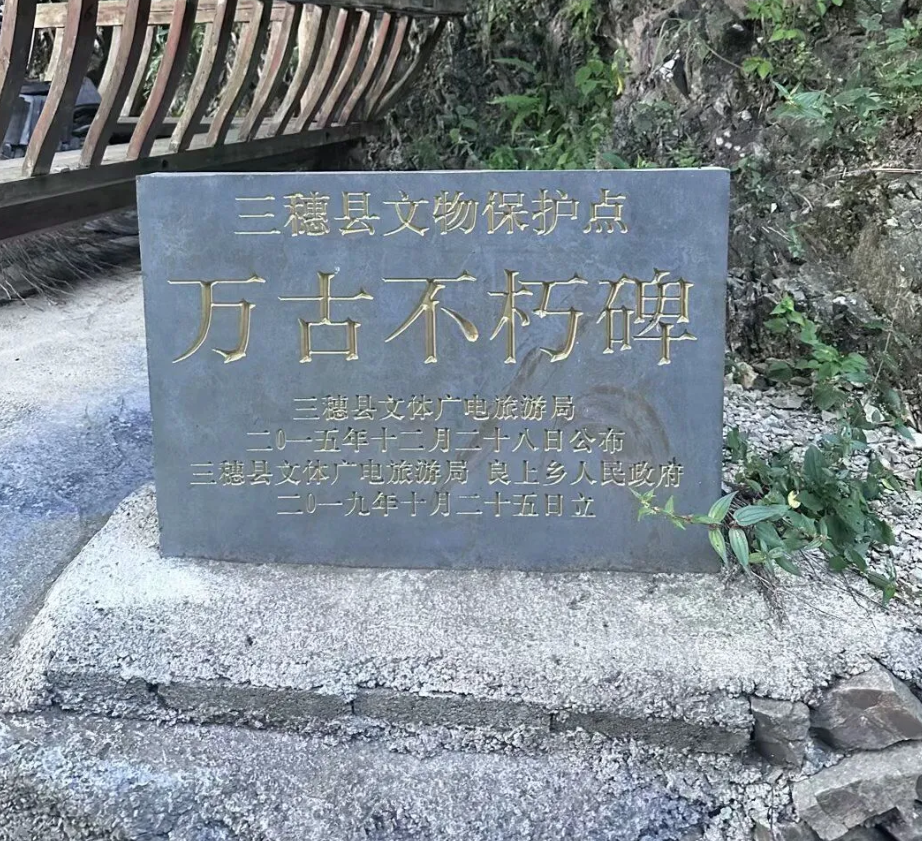 三穗县文物保护点
万古不朽碑
三穗县文体广电旅游局
二0一五年十二月二十八日公布
三穗县文体广电旅游局 良上乡人民政府
二0一九年十月二十五日立